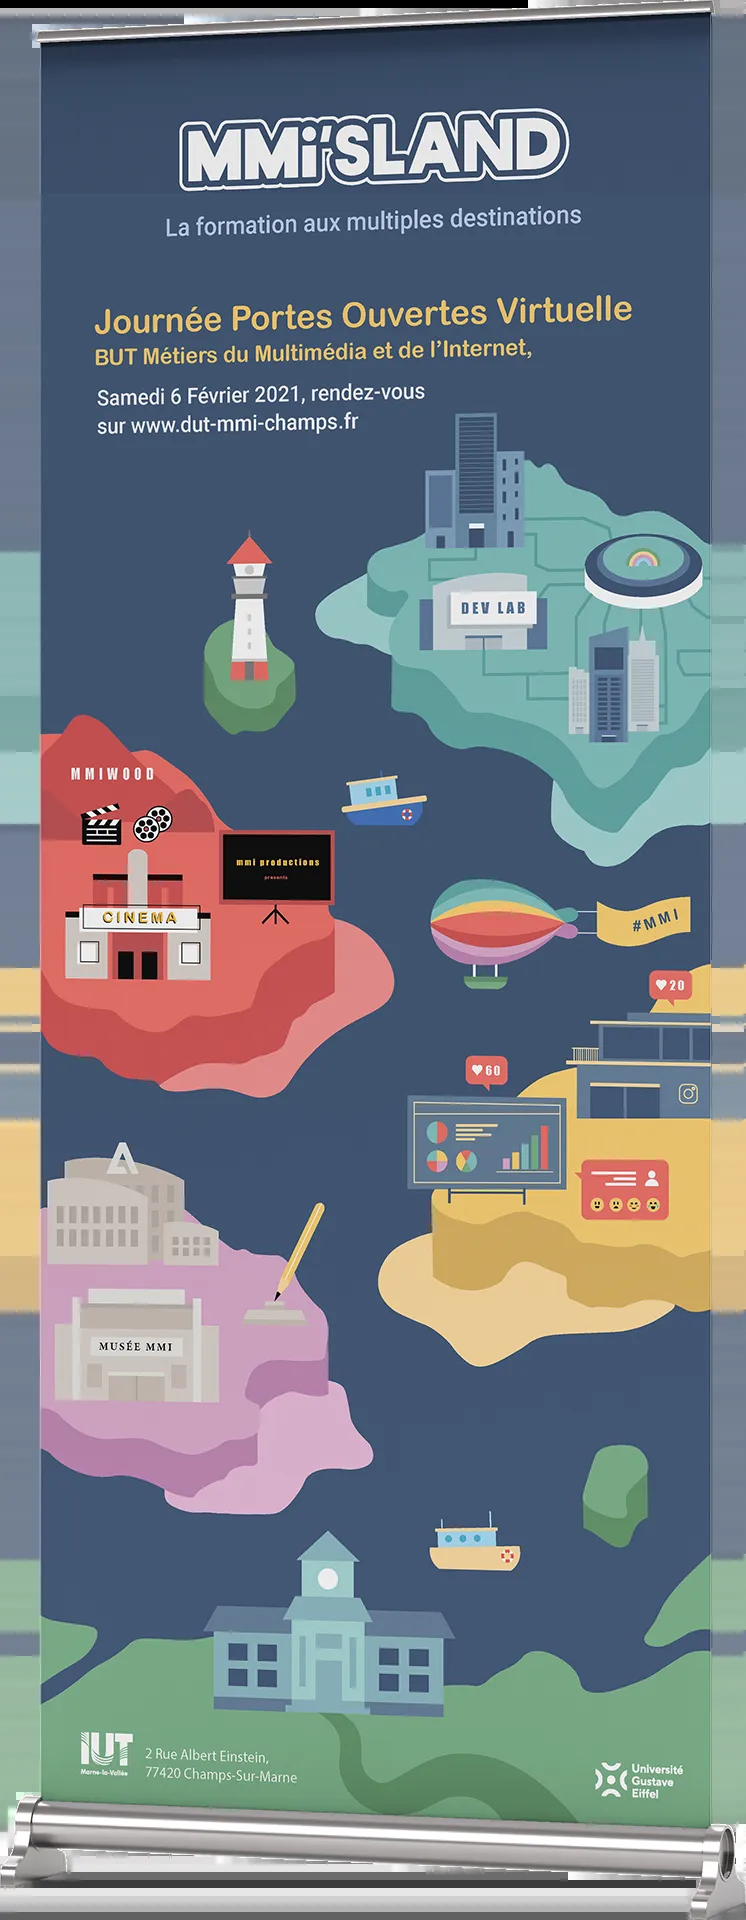 MMi'SLAND
La formation aux multiples destinations
Journée Portes Ouvertes Virtuelle
BUT Métiers du Multimédia et de l'Internet,
Samedi 6 Février 2021, rendez-vous
sur www.dut-mmi-champs.fr
DEV LAB
MMIWOOD
mmi productions
presents
CINEMA
#MMI
20
60
MUSÉE MMI
IUT
Marne-la-Vallée
2 Rue Albert Einstein,
77420 Champs-Sur-Marne
Université
Gustave
Eiffel